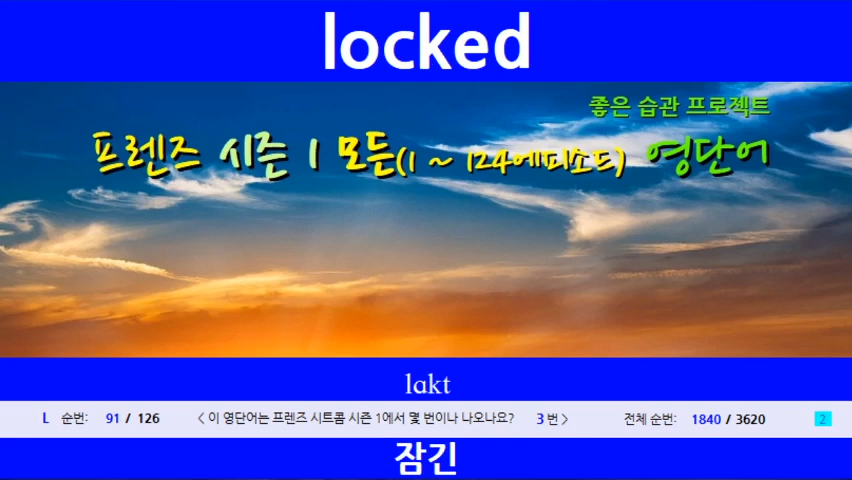 locked
좋은 습관 프로젝트
프렌즈 시즌 1 모든(1 ~ 124에피소드) 영단어
lakt
L 순번: 91 / 126 < 이 영단어는 프렌즈 시트콤 시즌 1에서 몇 번이나 나오나요? 3 번 > 전체 순번: 1840 / 3620 2
잠긴